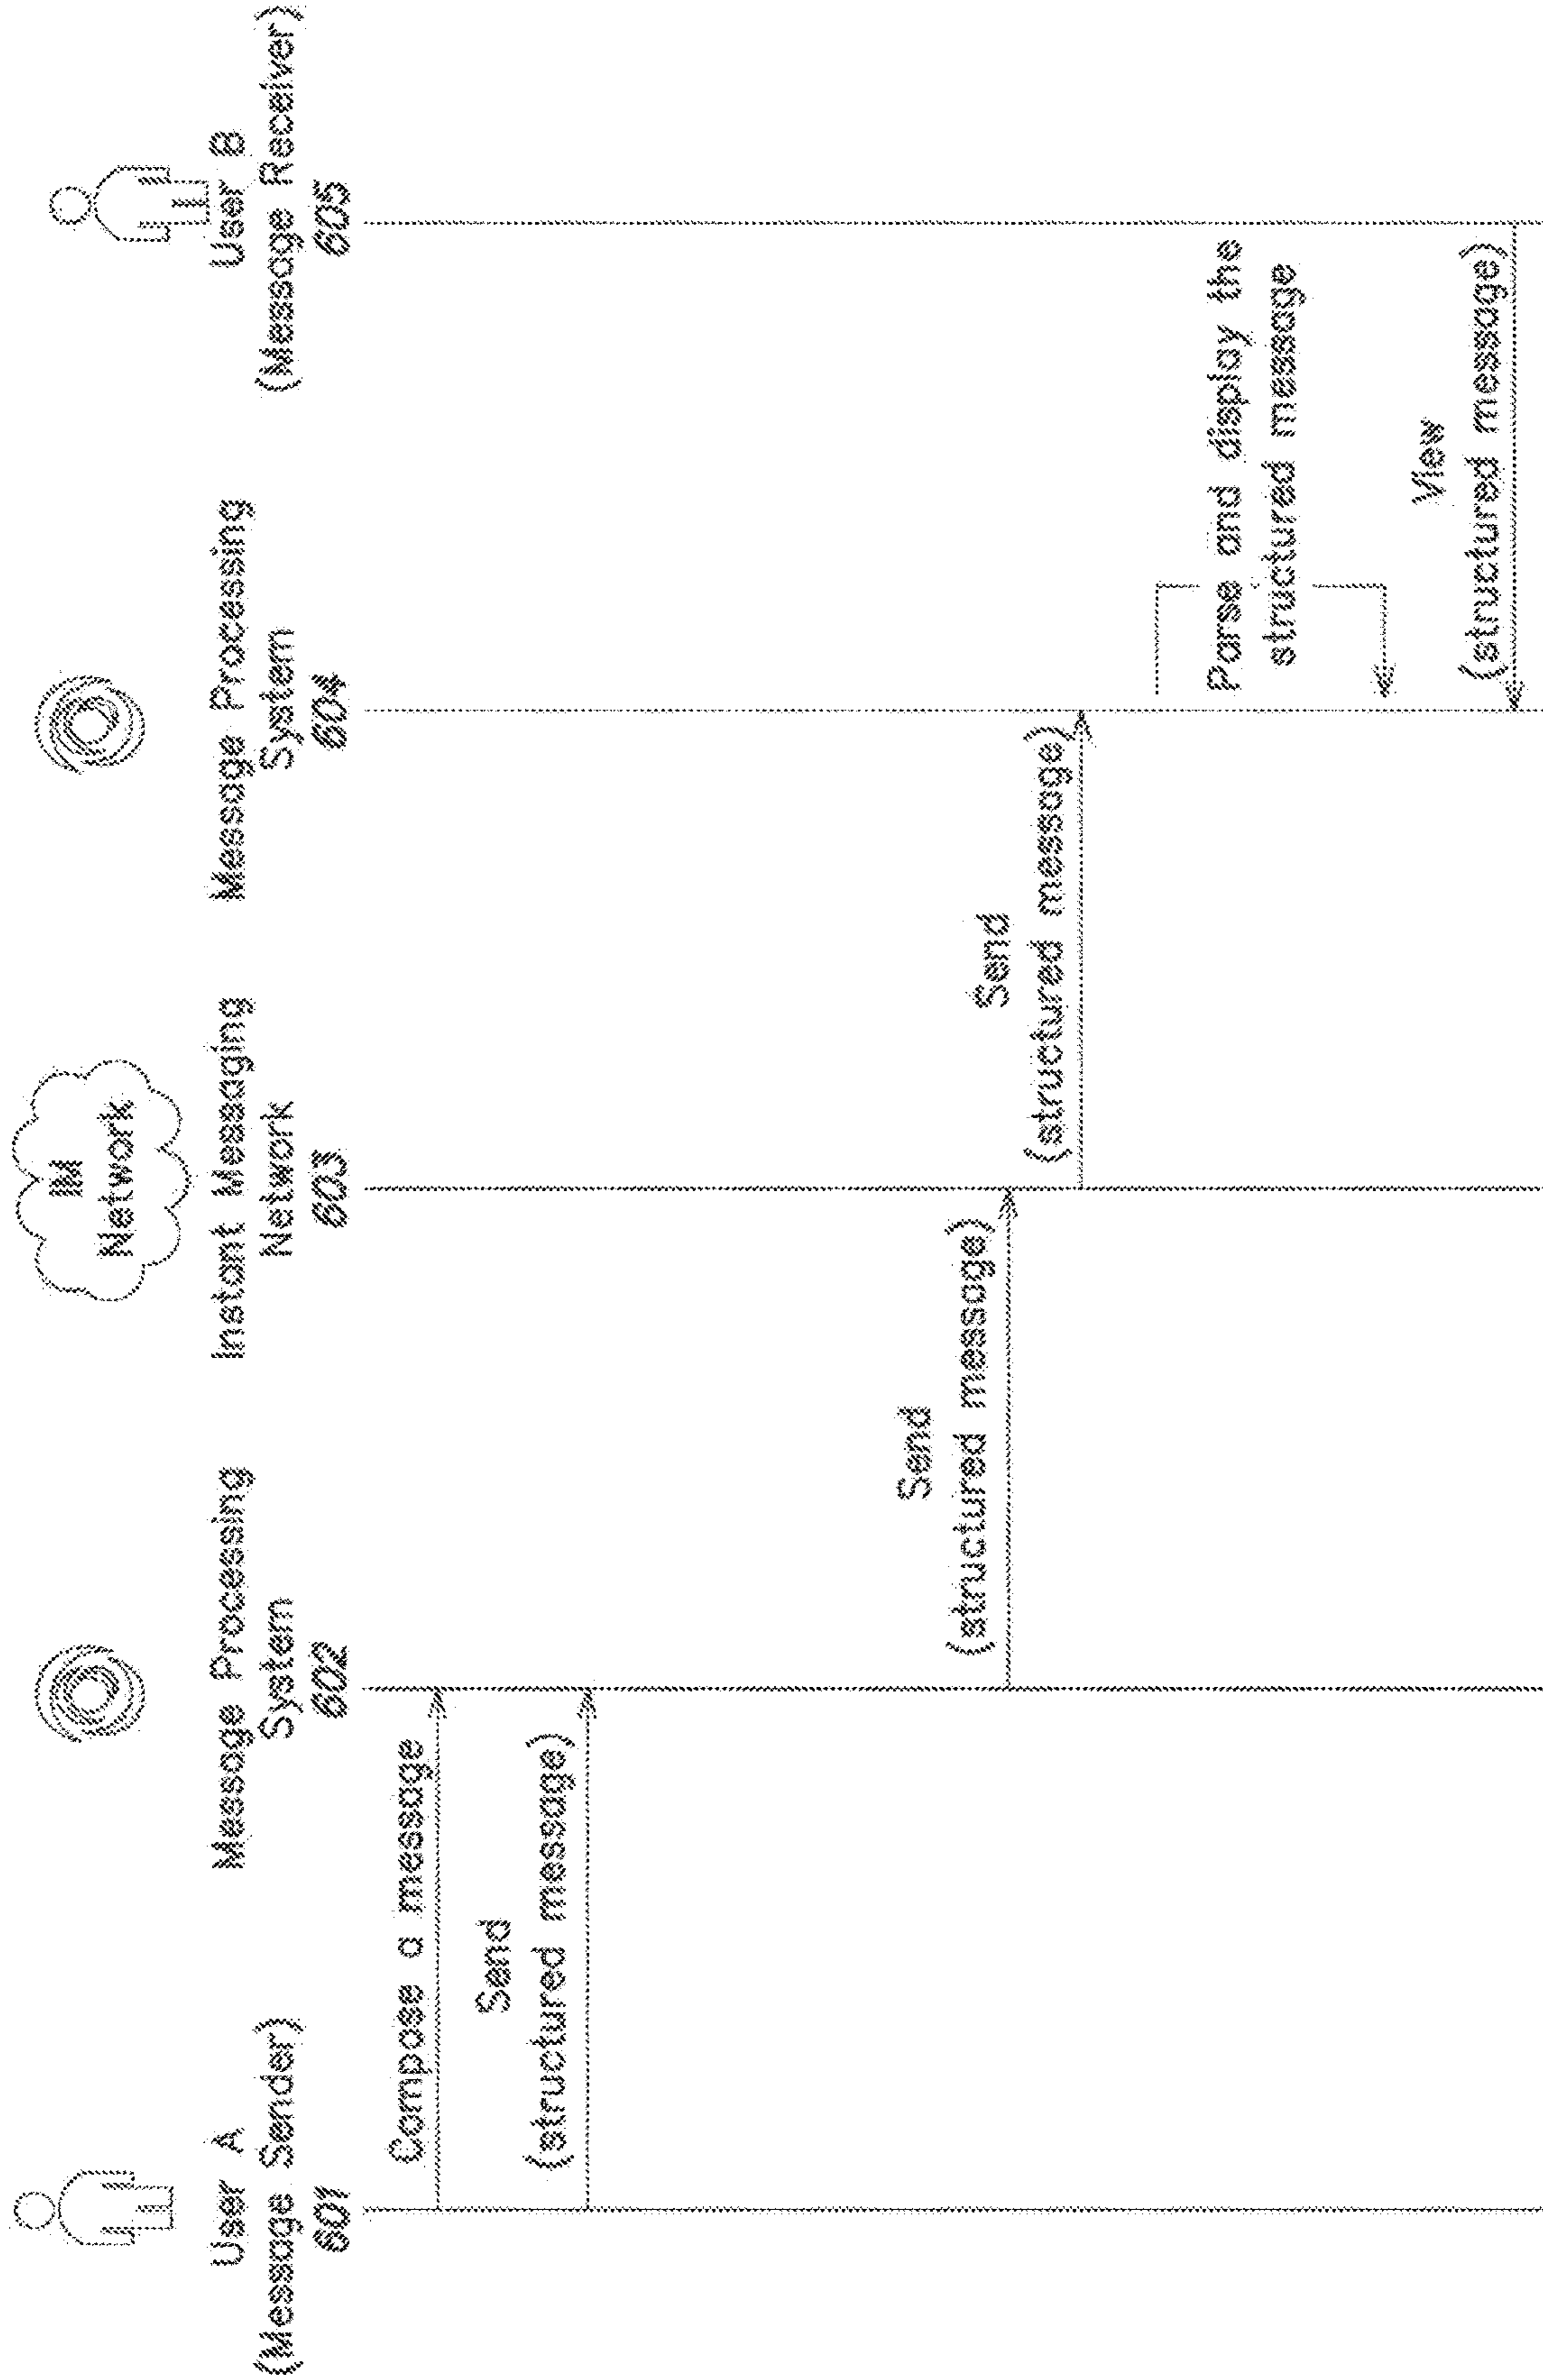 User A
(Message Sender)
601
Message Processing
System
602
IM
Network
Instant Messaging
Network
603
Message Processing
System
604
User B
(Message Receiver)
605
Compose a message
Send
(structured message)
Send
(structured message)
Send
(structured message)
Parse and display the
structured message
View
(structured message)